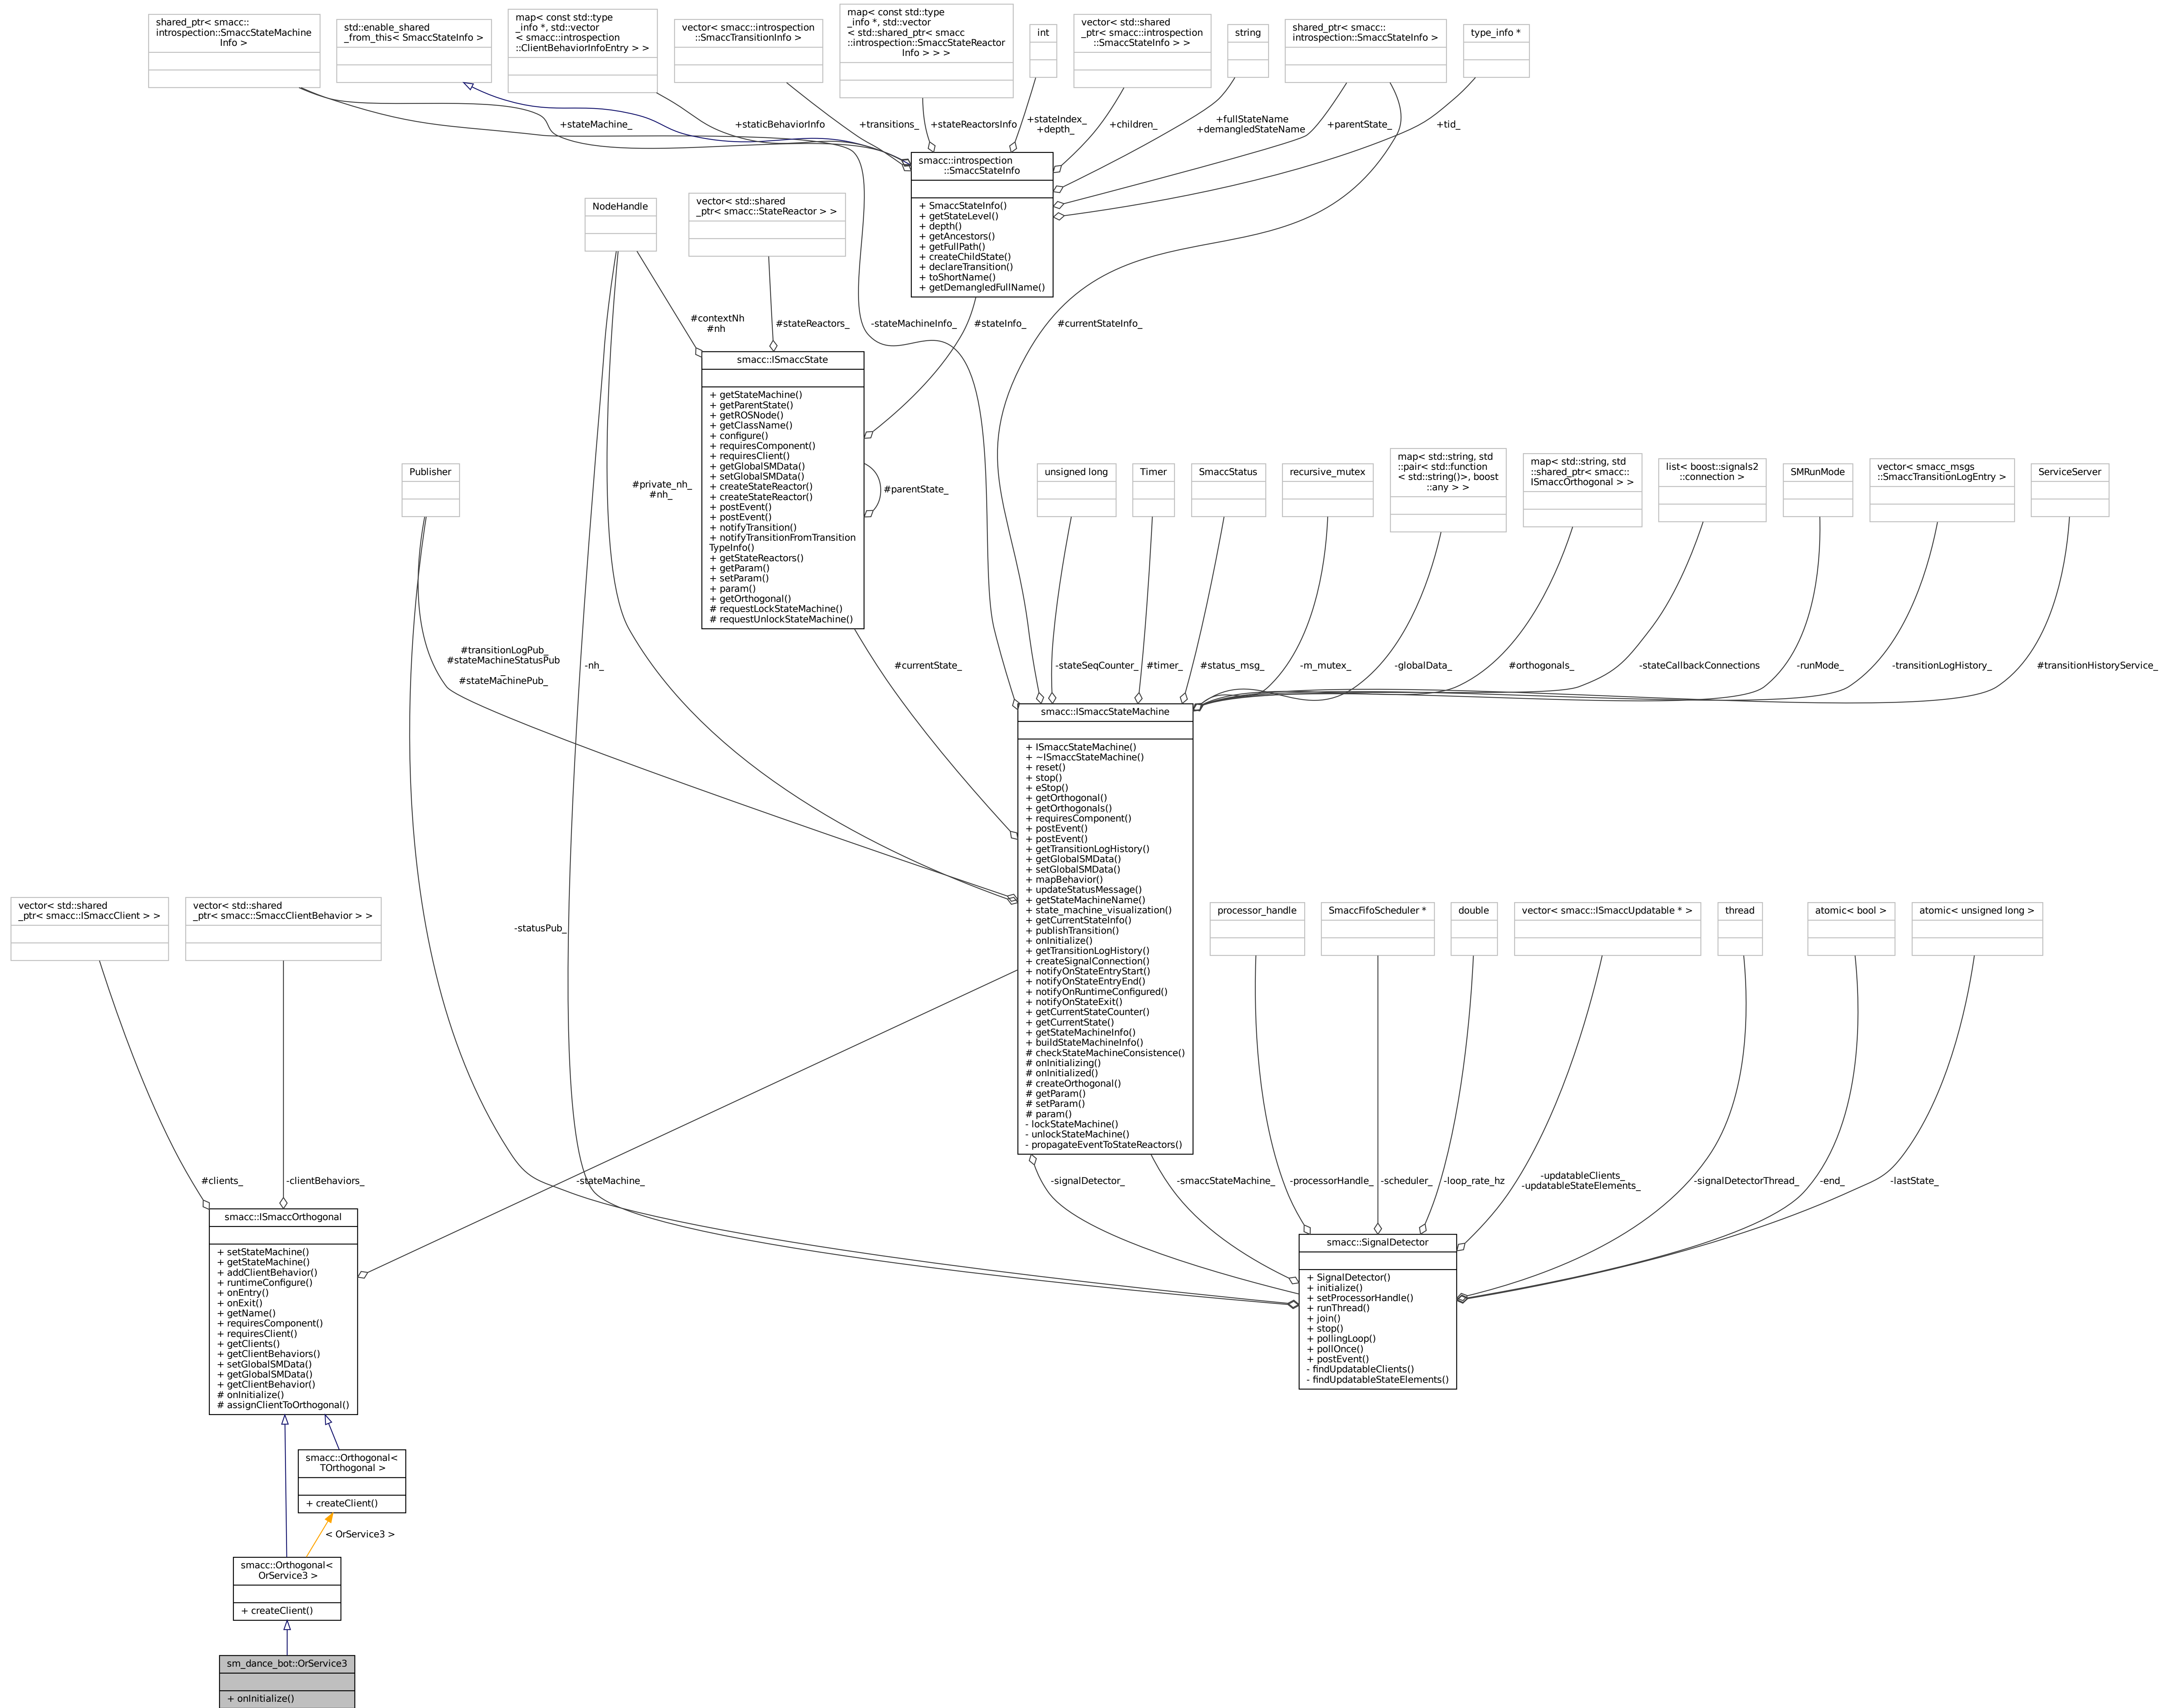 shared_ptr< smacc::
introspection::SmaccStateMachine
Info >
std::enable_shared
_from_this< SmaccStateInfo >
map< const std::type
_info *, std::vector
< smacc::introspection
::ClientBehaviorInfoEntry > >
vector< smacc::introspection
::SmaccTransitionInfo >
map< const std::type
_info *, std::vector
< std::shared_ptr< smacc
::introspection::SmaccStateReactor
Info > > >
int
vector< std::shared
_ptr< smacc::introspection
::SmaccStateInfo > >
string
shared_ptr< smacc::
introspection::SmaccStateInfo >
type_info *
+stateMachine_
+staticBehaviorInfo
+transitions_
+stateReactorsInfo
+stateIndex_
+depth_
+children_
+fullStateName
+demangledStateName
+parentState_
+tid_
smacc::introspection
::SmaccStateInfo
+ SmaccStateInfo()
+ getStateLevel()
+ depth()
+ getAncestors()
+ getFullPath()
+ createChildState()
+ declareTransition()
+ toShortName()
+ getDemangledFullName()
NodeHandle
vector< std::shared
_ptr< smacc::StateReactor > >
#contextNh
#nh
#stateReactors_
-stateMachineInfo_
#stateInfo_
#currentStateInfo_
smacc::ISmaccState
+ getStateMachine()
+ getParentState()
+ getROSNode()
+ getClassName()
+ configure()
+ requiresComponent()
+ requiresClient()
+ getGlobalSMData()
+ setGlobalSMData()
+ createStateReactor()
+ createStateReactor()
+ postEvent()
+ postEvent()
+ notifyTransition()
+ notifyTransitionFromTransition
TypeInfo()
+ getStateReactors()
+ getParam()
+ setParam()
+ param()
+ getOrthogonal()
# requestLockStateMachine()
# requestUnlockStateMachine()
#parentState_
Publisher
#private_nh_
#nh_
unsigned long
Timer
SmaccStatus
recursive_mutex
map< std::string, std
::pair< std::function
< std::string()>, boost
::any > >
map< std::string, std
::shared_ptr< smacc::
ISmaccOrthogonal > >
list< boost::signals2
::connection >
SMRunMode
vector< smacc_msgs
::SmaccTransitionLogEntry >
ServiceServer
#transitionLogPub_
#stateMachineStatusPub
_
#stateMachinePub_
-nh_
#currentState_
-stateSeqCounter_
#timer_
#status_msg_
-m_mutex_
-globalData_
#orthogonals_
-stateCallbackConnections
-runMode_
-transitionLogHistory_
#transitionHistoryService_
smacc::ISmaccStateMachine
+ ISmaccStateMachine()
+ ~ISmaccStateMachine()
+ reset()
+ stop()
+ eStop()
+ getOrthogonal()
+ getOrthogonals()
+ requiresComponent()
+ postEvent()
+ postEvent()
+ getTransitionLogHistory()
+ getGlobalSMData()
+ setGlobalSMData()
+ mapBehavior()
+ updateStatusMessage()
+ getStateMachineName()
+ state_machine_visualization()
+ getCurrentStateInfo()
+ publishTransition()
+ onInitialize()
+ getTransitionLogHistory()
+ createSignalConnection()
+ notifyOnStateEntryStart()
+ notifyOnStateEntryEnd()
+ notifyOnRuntimeConfigured()
+ notifyOnStateExit()
+ getCurrentStateCounter()
+ getCurrentState()
+ getStateMachineInfo()
+ buildStateMachineInfo()
# checkStateMachineConsistence()
# onInitializing()
# onInitialized()
# createOrthogonal()
# getParam()
# setParam()
# param()
- lockStateMachine()
- unlockStateMachine()
- propagateEventToStateReactors()
vector< std::shared
_ptr< smacc::ISmaccClient > >
vector< std::shared
_ptr< smacc::SmaccClientBehavior > >
-statusPub_
processor_handle
SmaccFifoScheduler *
double
vector< smacc::ISmaccUpdatable * >
thread
atomic< bool >
atomic< unsigned long >
#clients_
-clientBehaviors_
-stateMachine_
-signalDetector_
-smaccStateMachine_
-processorHandle_
-scheduler_
-loop_rate_hz
-updatableClients_
-updatableStateElements_
-signalDetectorThread_
-end_
-lastState_
smacc::ISmaccOrthogonal
+ setStateMachine()
+ getStateMachine()
+ addClientBehavior()
+ runtimeConfigure()
+ onEntry()
+ onExit()
+ getName()
+ requiresComponent()
+ requiresClient()
+ getClients()
+ getClientBehaviors()
+ setGlobalSMData()
+ getGlobalSMData()
+ getClientBehavior()
# onInitialize()
# assignClientToOrthogonal()
smacc::SignalDetector
+ SignalDetector()
+ initialize()
+ setProcessorHandle()
+ runThread()
+ join()
+ stop()
+ pollingLoop()
+ pollOnce()
+ postEvent()
- findUpdatableClients()
- findUpdatableStateElements()
smacc::Orthogonal<
TOrthogonal >
+ createClient()
< OrService3 >
smacc::Orthogonal<
OrService3 >
+ createClient()
sm_dance_bot::OrService3
+ onInitialize()